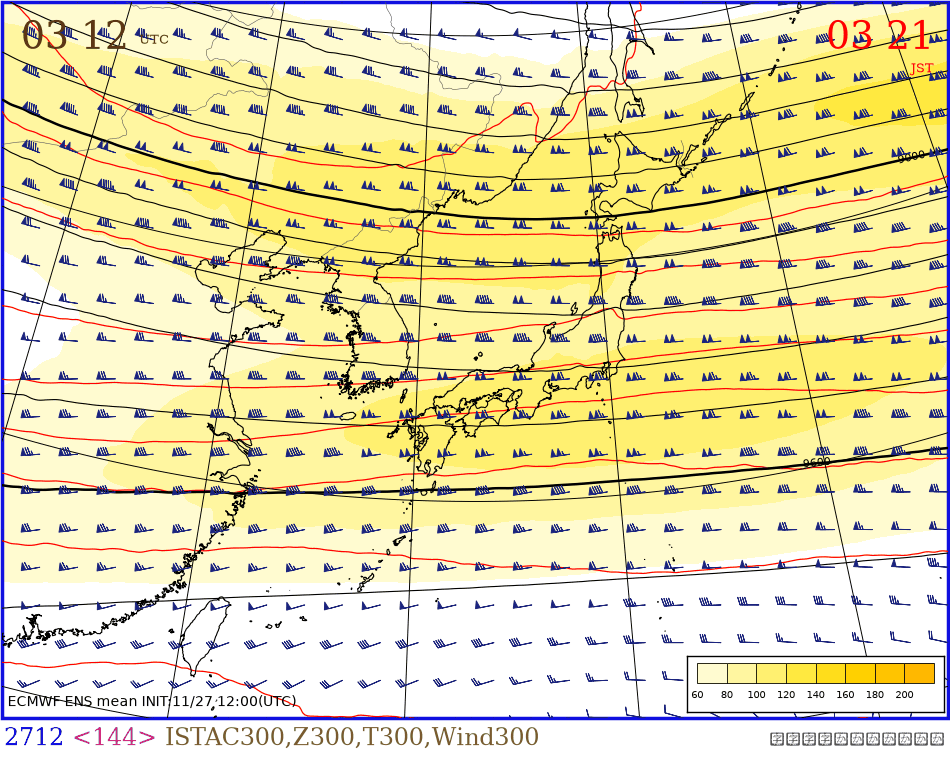 03 12 UTC
03 21 JST
9000
9600
60 80 100 120 140 160 180 200
ECMWF ENS mean INIT:11/27 12:00(UTC)
2712 <144> ISTAC300,Z300,T300,Wind300